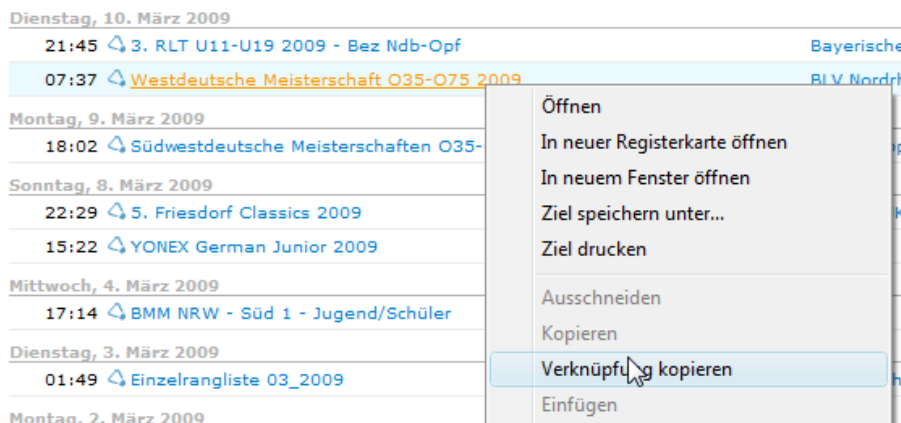 Dienstag, 10. März 2009
21:45 3. RLT U11-U19 2009 - Bez Ndb-Opf Bayerische
07:37 Westdeutsche Meisterschaft O35-O75 2009 BLV Nordrh
Öffnen
Montag, 9. März 2009
18:02 Südwestdeutsche Meisterschaften O35-
In neuer Registerkarte öffnen
In neuem Fenster öffnen
Sonntag, 8. März 2009
22:29 5. Friesdorf Classics 2009
Ziel speichern unter...
15:22 YONEX German Junior 2009
Ziel drucken
Mittwoch, 4. März 2009
Ausschneiden
17:14 BMM NRW - Süd 1 - Jugend/Schüler
Kopieren
Dienstag, 3. März 2009
Verknüpfung kopieren
01:49 Einzelrangliste 03_2009
Einfügen
Montag, 2. März 2009